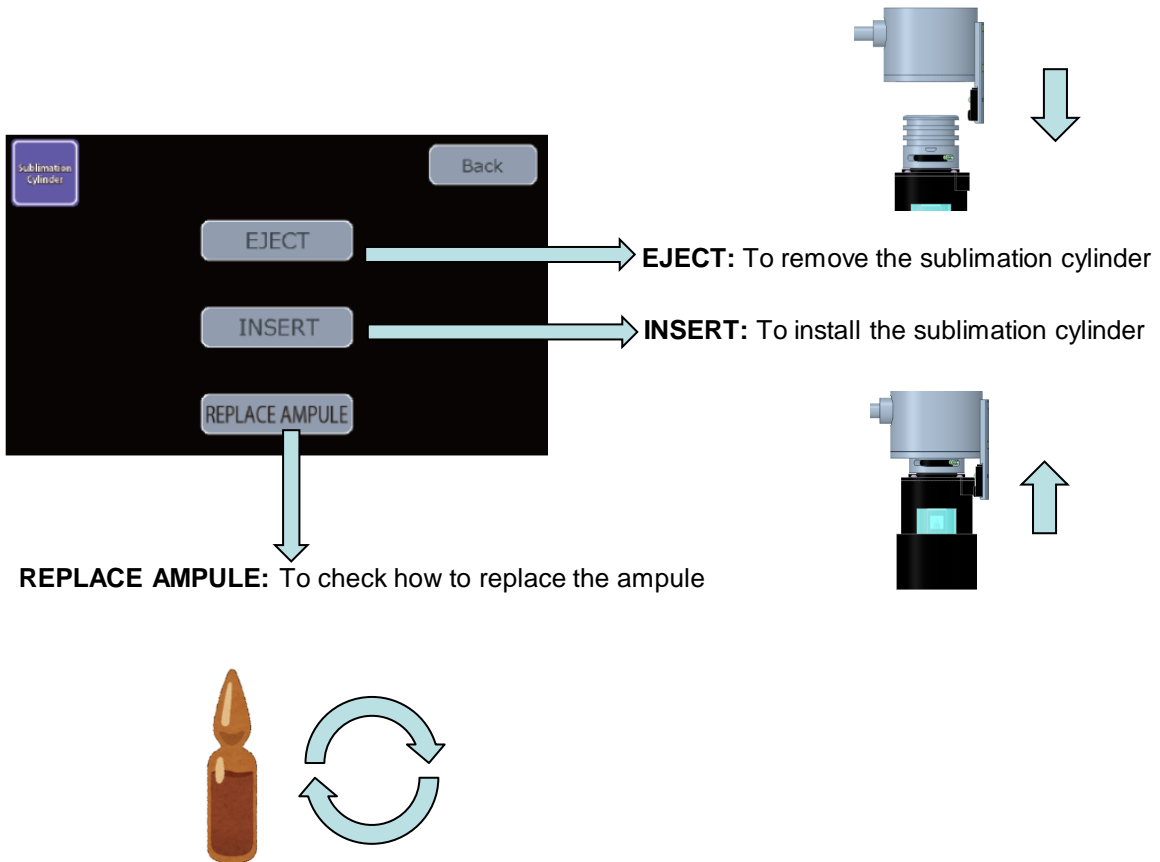 Sublimation
Cylinder
Back
EJECT
EJECT: To remove the sublimation cylinder
INSERT
INSERT: To install the sublimation cylinder
REPLACE AMPULE
REPLACE AMPULE: To check how to replace the ampule